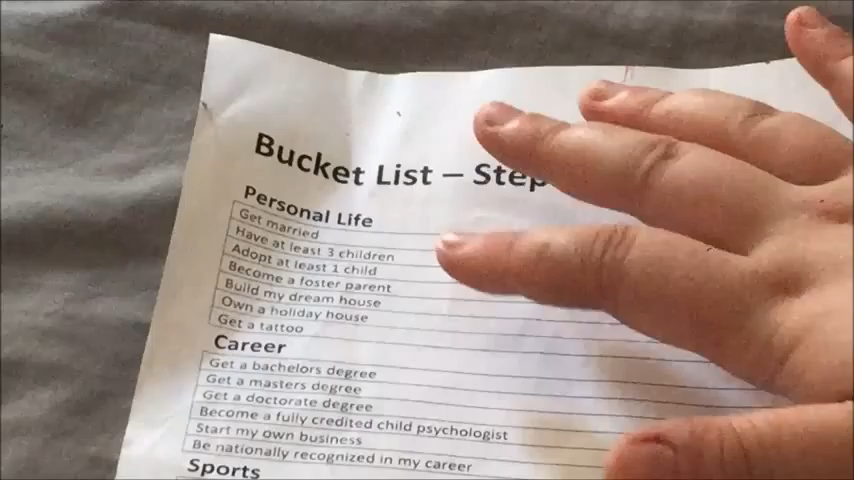 Bucket List – Step
Personal Life
Get married
Have at least 3 children
Adopt at least 1 child
Become a foster parent
Build my dream house
Own a holiday house
Get a tattoo
Career
Get a bachelors degree
Get a masters degree
Get a doctorate degree
Become a fully credited child psychologist
Start my own business
Be nationally recognized in my career
Sports